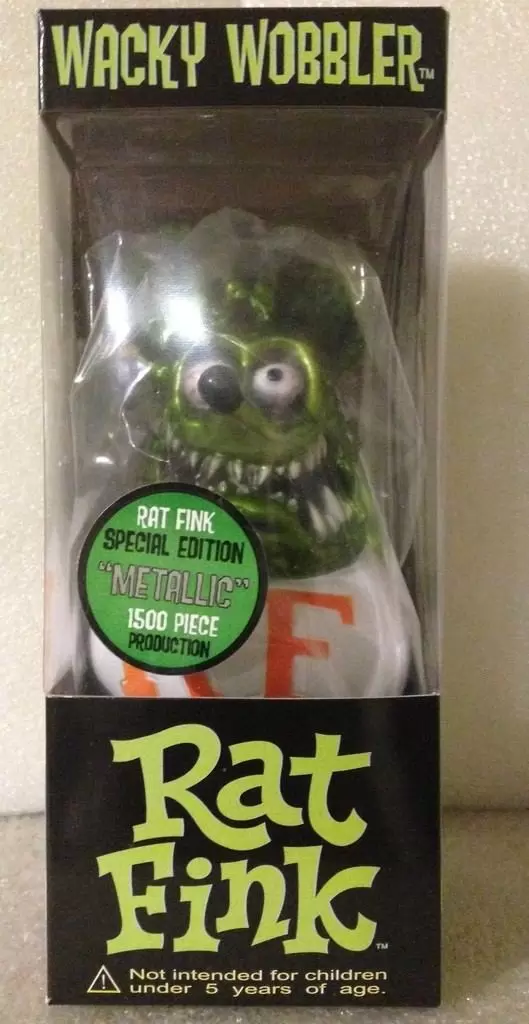 WACKY WOBBLER™
RAT FINK
SPECIAL EDITION
"METALLIC"
1500 PIECE
PRODUCTION
RF
Rat
Fink™
Not intended for children
under 5 years of age.